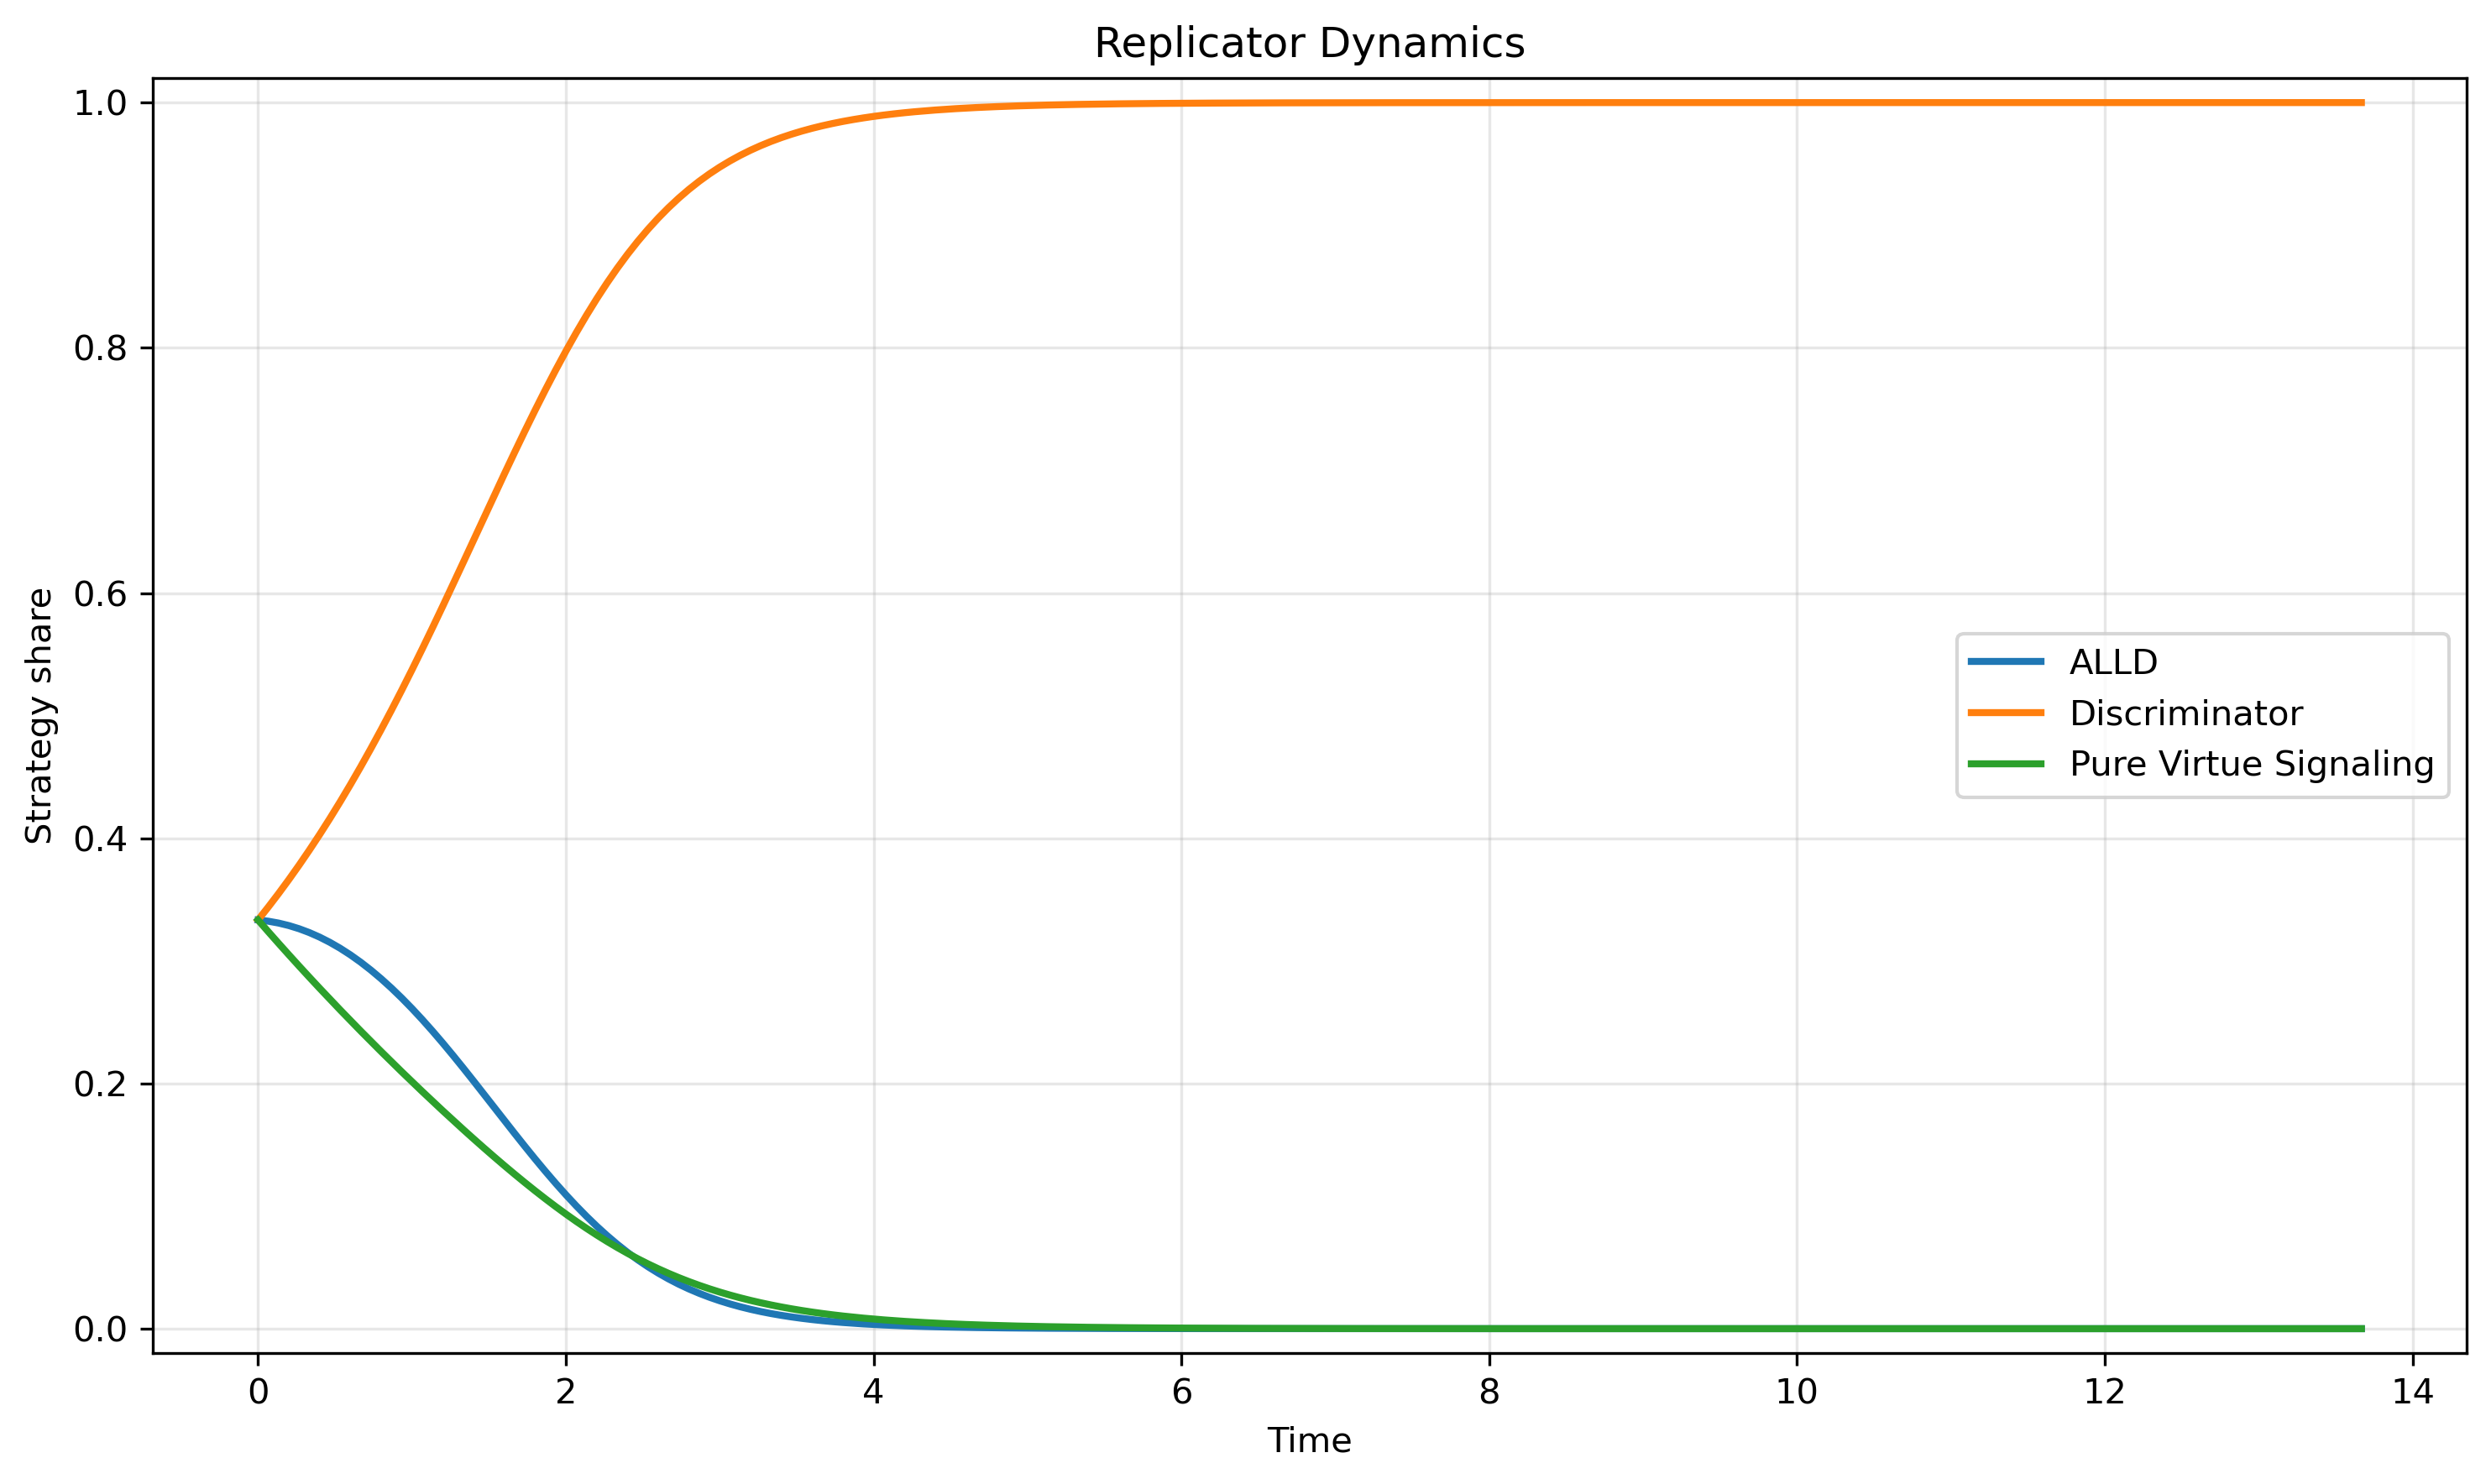 Replicator Dynamics
Strategy share
1.0
0.8
0.6
0.4
0.2
0.0
ALLD
Discriminator
Pure Virtue Signaling
0 2 4 6 8 10 12 14
Time